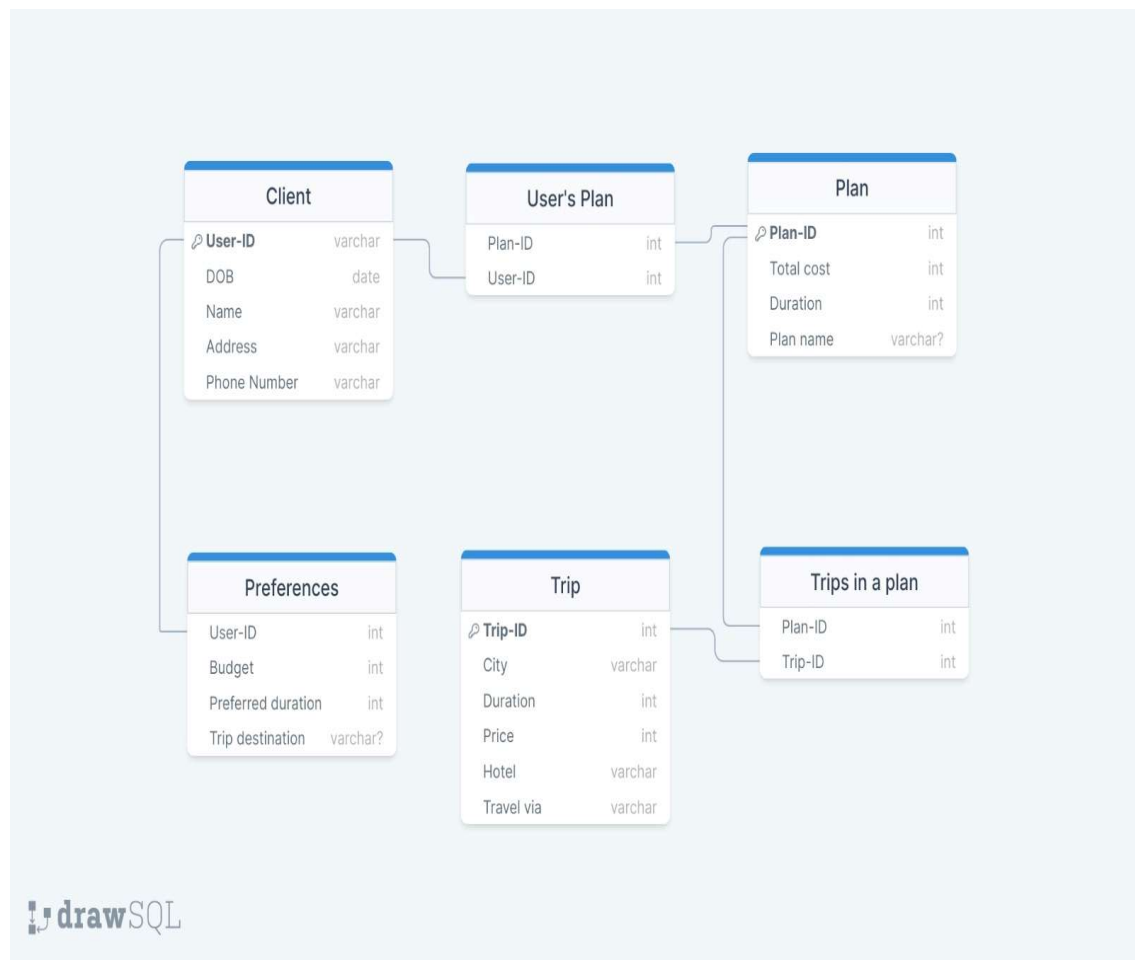 Client
User-ID varchar
DOB date
Name varchar
Address varchar
Phone Number varchar
User's Plan
Plan-ID int
User-ID int
Plan
Plan-ID int
Total cost int
Duration int
Plan name varchar?
Preferences
User-ID int
Budget int
Preferred duration int
Trip destination varchar?
Trip
Trip-ID int
City varchar
Duration int
Price int
Hotel varchar
Travel via varchar
Trips in a plan
Plan-ID int
Trip-ID int
drawSQL